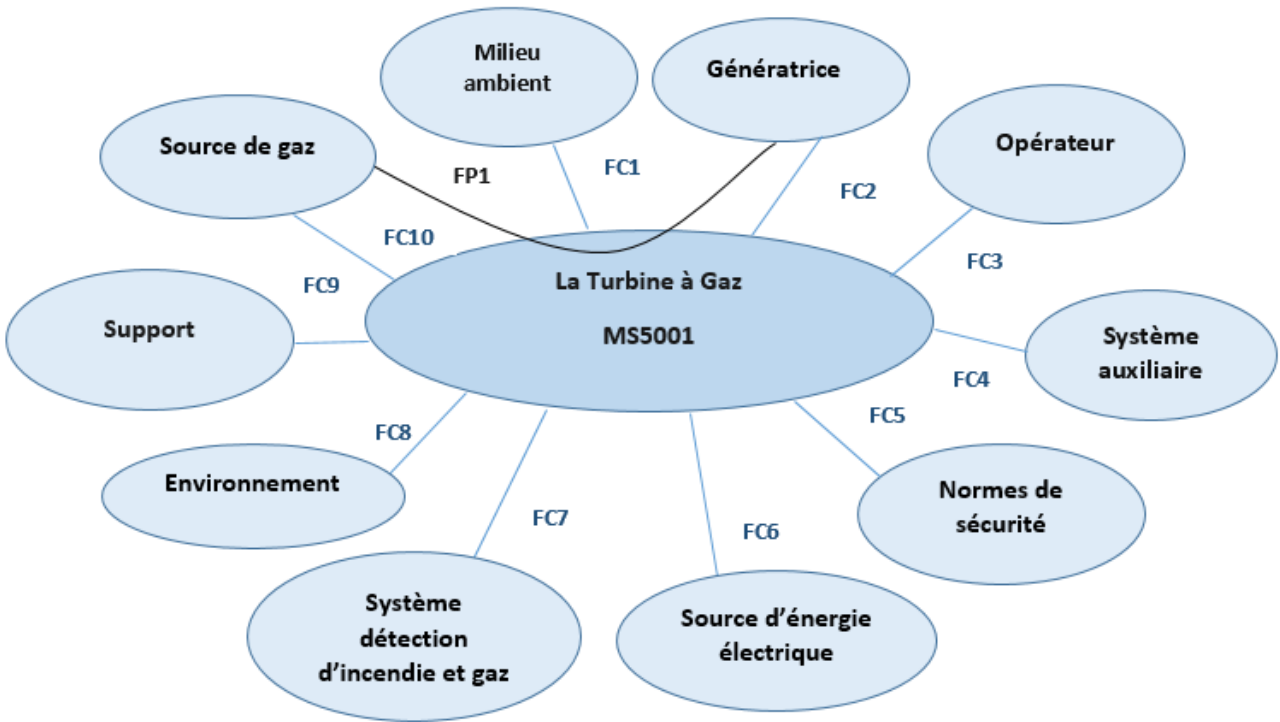 Milieu
ambient
Génératrice
Source de gaz
Opérateur
FP1
FC1
FC2
FC10
FC3
FC9
La Turbine à Gaz
MS5001
Support
Système
auxiliaire
FC4
FC5
FC8
Environnement
Normes de
sécurité
FC7
FC6
Système
détection
d’incendie et gaz
Source d’énergie
électrique